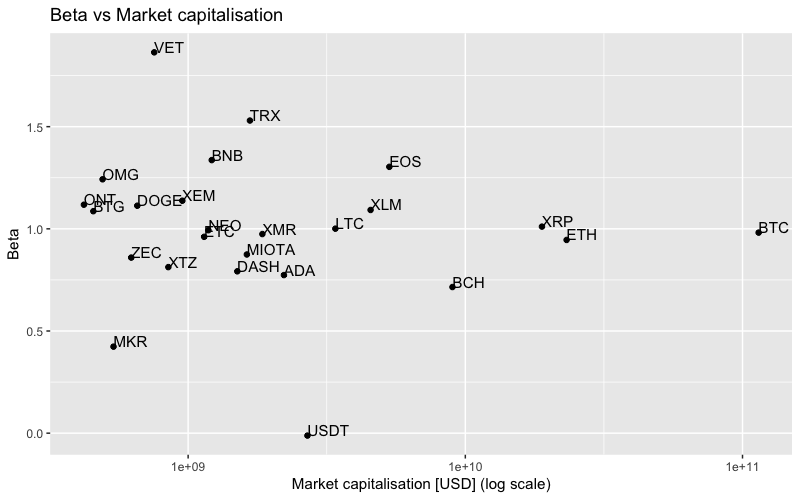 Beta vs Market capitalisation
VET
TRX
1.5
BNB
EOS
OMG
XEM
ONT
DOGE
BTG
XLM
LTC
XRP
BTC
NEO
1.0
XMR
ETC
ETH
MIOTA
ZEC
XTZ
DASH
ADA
BCH
Beta
0.5
MKR
USDT
0.0
1e+09 1e+10 1e+11
Market capitalisation [USD] (log scale)